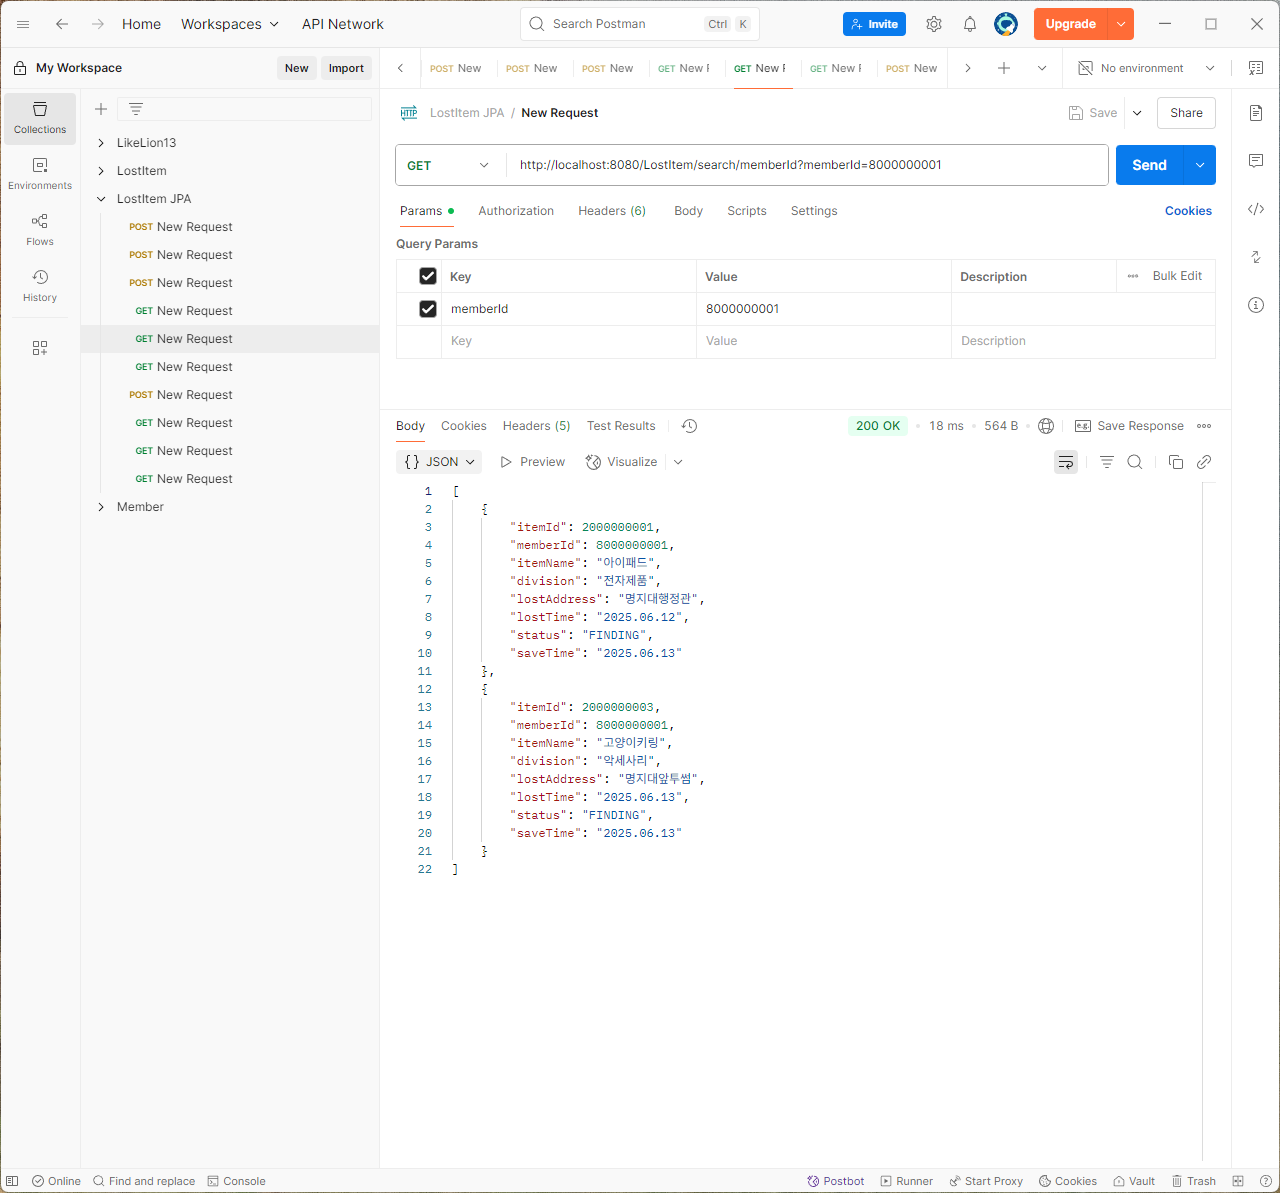 Home Workspaces API Network Search Postman Ctrl K Invite Upgrade
My Workspace New Import POST New POST New POST New GET New GET New GET New POST New No environment
Collections
Environments
Flows
History
LikeLion13
LostItem
LostItem JPA
POST New Request
POST New Request
POST New Request
GET New Request
GET New Request
GET New Request
POST New Request
GET New Request
GET New Request
GET New Request
Member
HTTP LostItem JPA / New Request Save Share
GET http://localhost:8080/LostItem/search/memberId?memberId=8000000001 Send
Params Authorization Headers (6) Body Scripts Settings Cookies
Query Params
Key Value Description Bulk Edit
memberId 8000000001
Key Value Description
Body Cookies Headers (5) Test Results 200 OK 18 ms 564 B e.g. Save Response
{} JSON Preview Visualize
1 [
2 {
3 "itemId": 2000000001,
4 "memberId": 8000000001,
5 "itemName": "아이패드",
6 "division": "전자제품",
7 "lostAddress": "명지대행정관",
8 "lostTime": "2025.06.12",
9 "status": "FINDING",
10 "saveTime": "2025.06.13"
11 },
12 {
13 "itemId": 2000000003,
14 "memberId": 8000000001,
15 "itemName": "고양이키링",
16 "division": "악세사리",
17 "lostAddress": "명지대앞투썸",
18 "lostTime": "2025.06.13",
19 "status": "FINDING",
20 "saveTime": "2025.06.13"
21 }
22 ]
Online Find and replace Console Postbot Runner Start Proxy Cookies Vault Trash